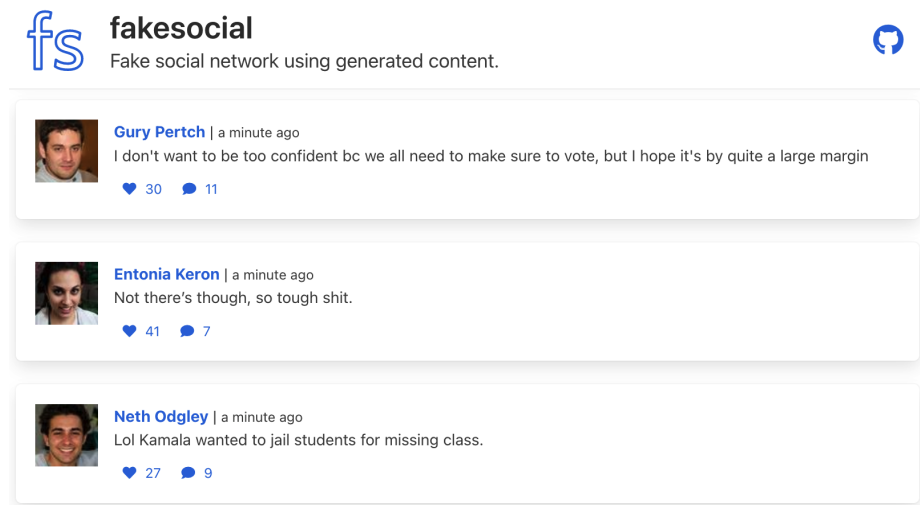 fs
fakesocial
Fake social network using generated content.
Gury Pertch | a minute ago
I don't want to be too confident bc we all need to make sure to vote, but I hope it's by quite a large margin
30 11
Entonia Keron | a minute ago
Not there’s though, so tough shit.
41 7
Neth Odgley | a minute ago
Lol Kamala wanted to jail students for missing class.
27 9